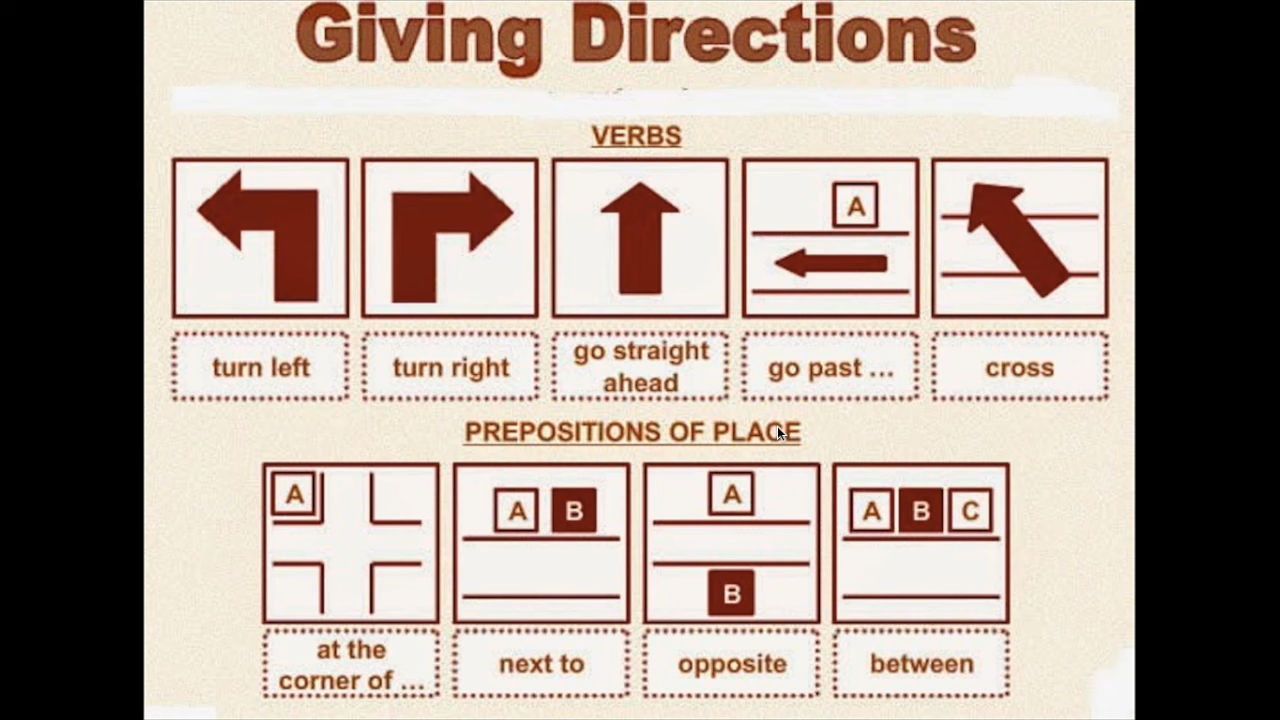 Giving Directions
VERBS
A
turn left
turn right
go straight
ahead
go past ...
cross
PREPOSITIONS OF PLACE
A
A B
A
B
A B C
at the
corner of ...
next to
opposite
between